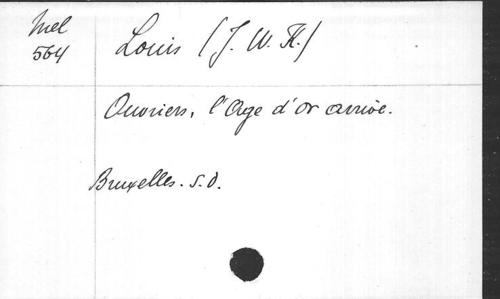 Mel
564
Louis (J. W. K.)
Ouvriers, l'Age d'or arrive.
Bruxelles. s.d.